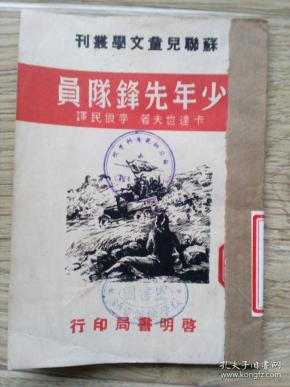 蘇聯兒童文學叢刊
少年先鋒隊員
卡達也夫著 李俍民譯
啓明書局印行
孔夫子旧书网